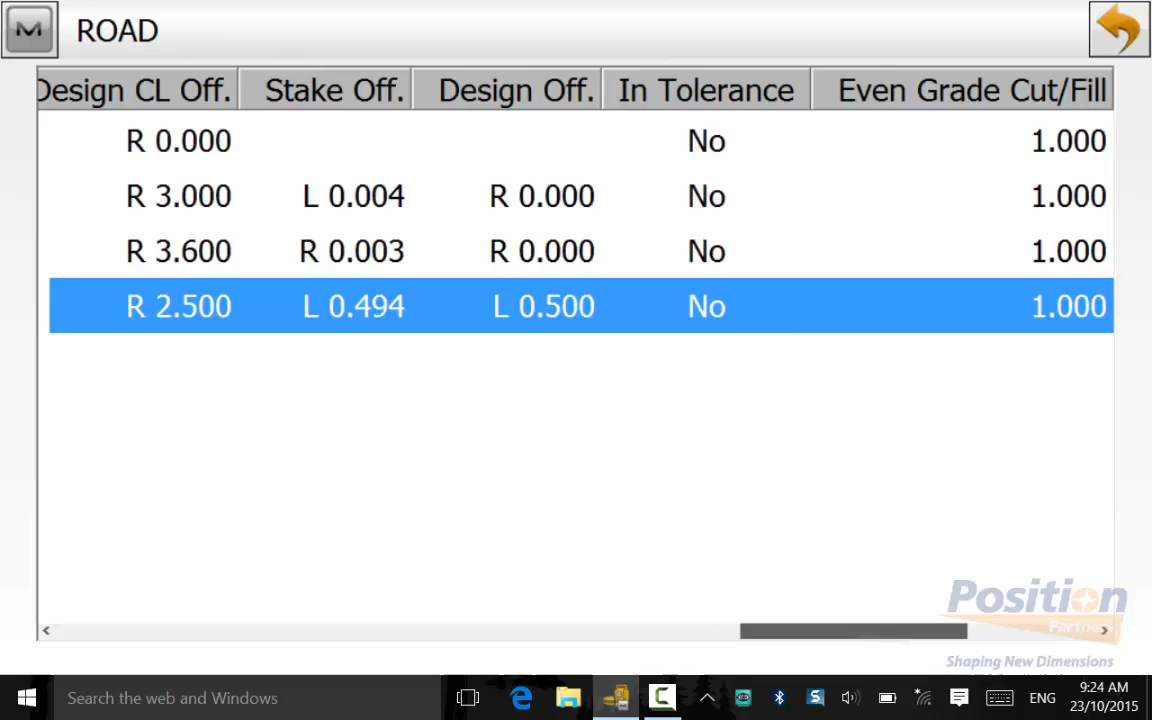 ROAD
Design CL Off. Stake Off. Design Off. In Tolerance Even Grade Cut/Fill
R 0.000 No 1.000
R 3.000 L 0.004 R 0.000 No 1.000
R 3.600 R 0.003 R 0.000 No 1.000
R 2.500 L 0.494 L 0.500 No 1.000
Position
Partners
Shaping New Dimensions
Search the web and Windows
ENG
9:24 AM
23/10/2015